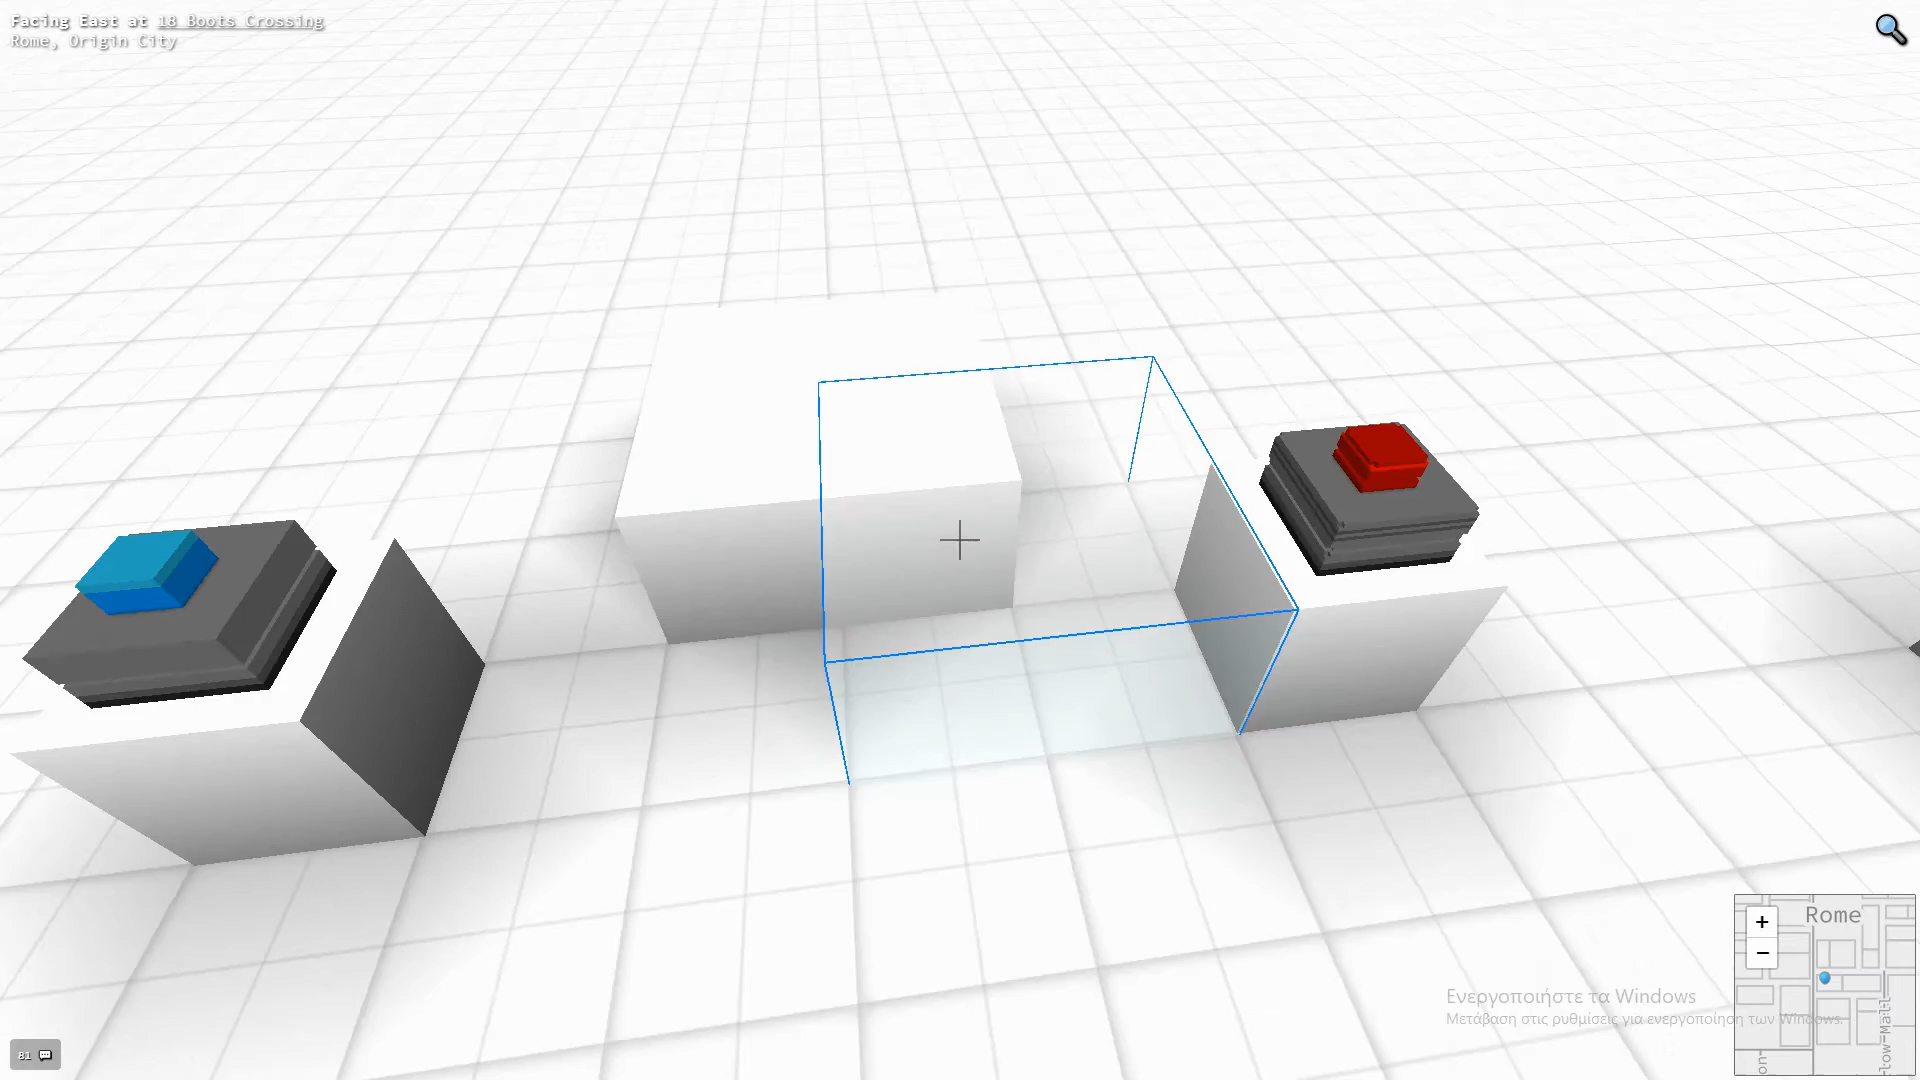 Facing East at 18 Boots Crossing
Rome, Origin City
Rome
+
−
Ενεργοποιήστε τα Windows
Μετάβαση στις ρυθμίσεις για ενεργοποίηση των Windows.
81